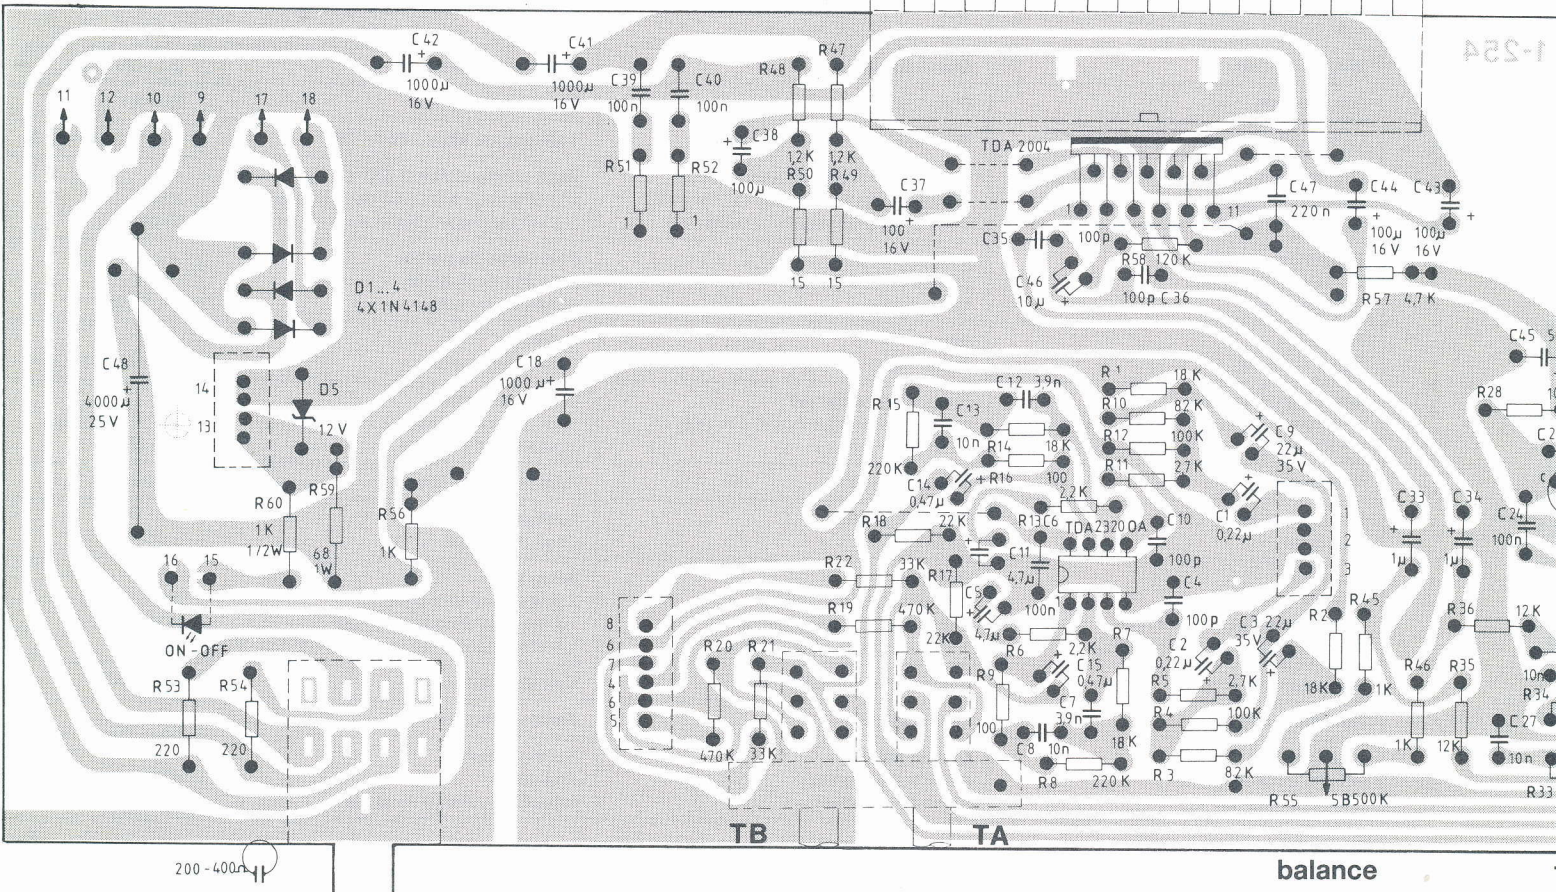 C42
1000µ
16V
C41
1000µ
16V
C39
100n
C40
100n
R48
R47
1-254
11
12
10
9
17
18
C38
100µ
1,2K
R50
1,2K
R49
TDA 2004
R51
R52
1
1
C37
100
16V
1
11
C47
220n
C44
100µ
16V
C43
100µ
16V
15
15
C35
100p
R58
120K
C46
10µ
100p
C36
R57
4,7K
D1...4
4X1N4148
C48
4000µ
25V
C18
1000µ
16V
C45
14
13
D5
12V
R15
220K
C12
3,9n
C13
10n
R14
18K
R16
100
C14
0,47µ
R1
18K
R10
82K
R12
100K
R11
27K
C9
22µ
35V
R28
R60
1K
1/2W
R59
68
1W
R56
1K
R18
22K
R13
C6
2,2K
TDA2320A
C10
100p
C1
0,22µ
1
2
3
C33
1µ
C34
1µ
C24
100n
16
15
R22
33K
R17
C11
4,7µ
100n
C5
4,7µ
R19
470K
22K
C4
100p
ON-OFF
8
6
7
4
6
5
R20
R21
470K
33K
R6
2,2K
R7
C2
0,22µ
C3
22µ
35V
R2
18K
R45
1K
R36
12K
R53
220
R54
220
R9
100
C15
0,47µ
C7
3,9n
18K
R5
2,7K
R4
100K
R3
82K
R46
1K
R35
12K
10n
R34
C27
10n
R33
C8
10n
R8
220K
R55
5B500K
TB
TA
200-400n
balance